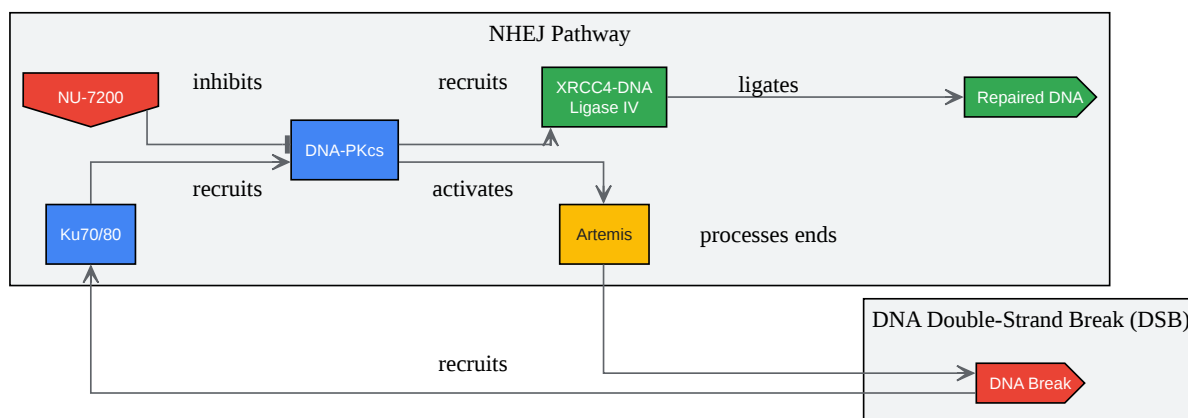 NHEJ Pathway
NU-7200
inhibits
recruits
XRCC4-DNA
Ligase IV
ligates
Repaired DNA
DNA-PKcs
recruits
activates
Ku70/80
Artemis
processes ends
DNA Double-Strand Break (DSB)
recruits
DNA Break